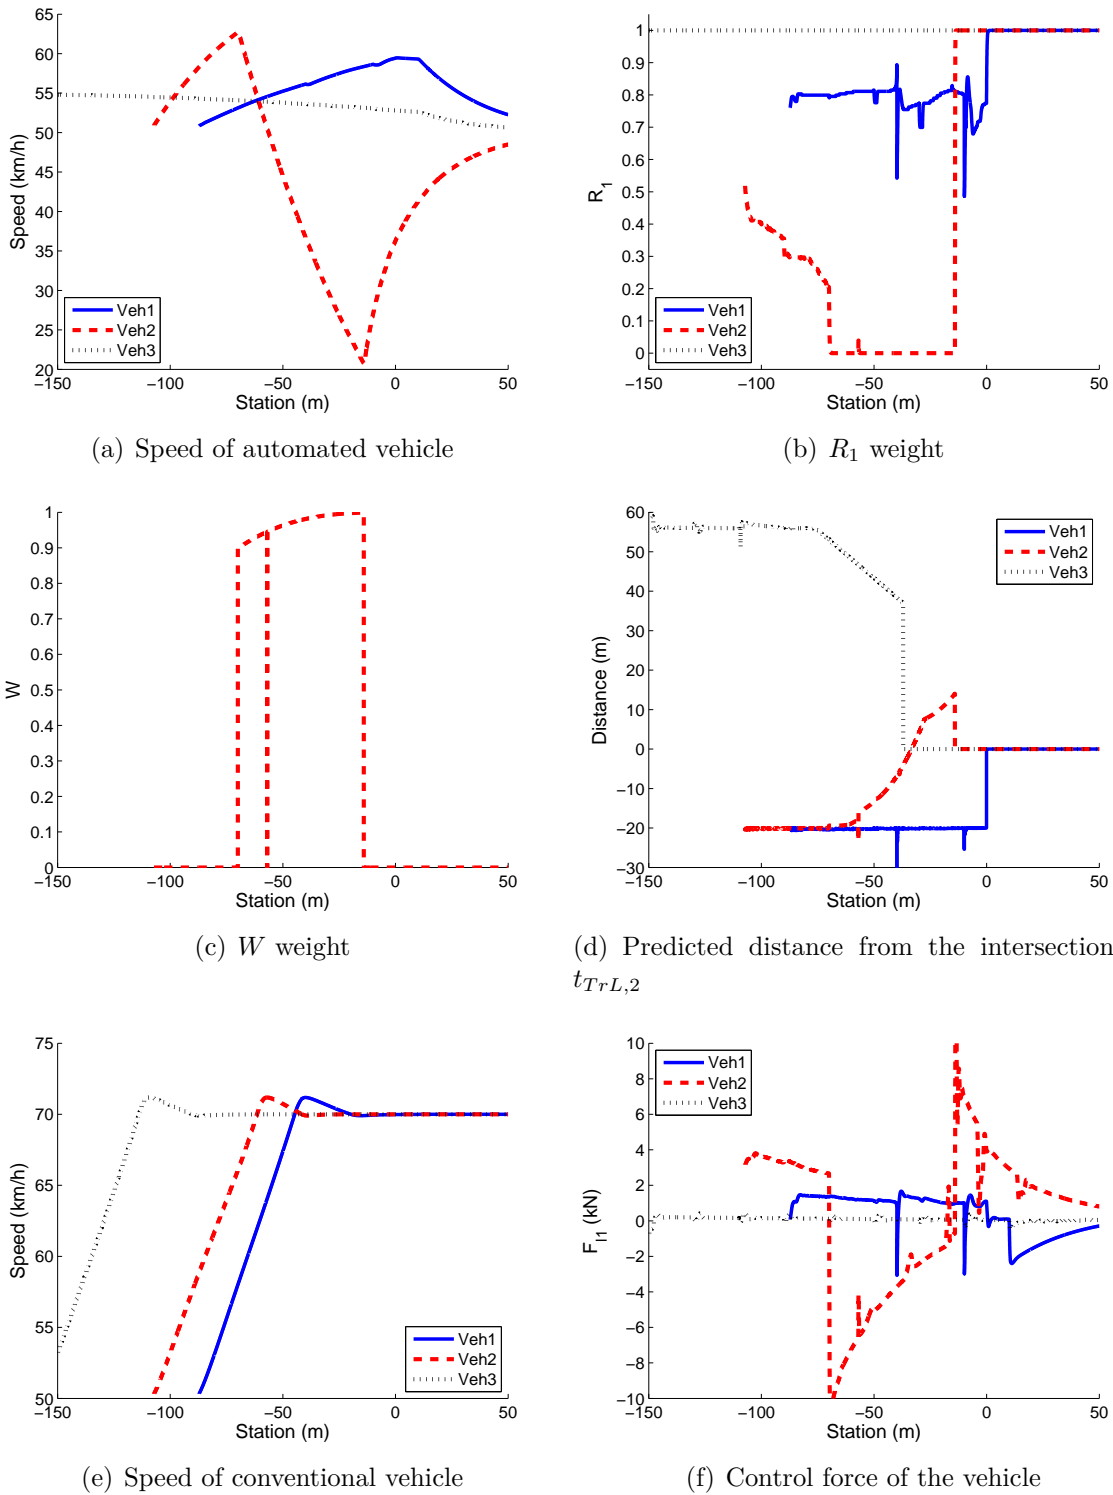 65
60
55
50
45
40
35
30
25
20
Speed (km/h)
Veh1
Veh2
Veh3
−150 −100 −50 0 50
Station (m)
(a) Speed of automated vehicle
1
0.9
0.8
0.7
0.6
0.5
0.4
0.3
0.2
0.1
0
R1
Veh1
Veh2
Veh3
−150 −100 −50 0 50
Station (m)
(b) R1 weight
1
0.9
0.8
0.7
0.6
0.5
0.4
0.3
0.2
0.1
0
W
−150 −100 −50 0 50
Station (m)
(c) W weight
60
50
40
30
20
10
0
−10
−20
−30
Distance (m)
Veh1
Veh2
Veh3
−150 −100 −50 0 50
Station (m)
(d) Predicted distance from the intersection
tTrL,2
75
70
65
60
55
50
Speed (km/h)
Veh1
Veh2
Veh3
−150 −100 −50 0 50
Station (m)
(e) Speed of conventional vehicle
10
8
6
4
2
0
−2
−4
−6
−8
−10
Fl1 (kN)
Veh1
Veh2
Veh3
−150 −100 −50 0 50
Station (m)
(f) Control force of the vehicle